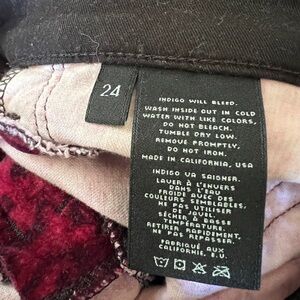 24
INDIGO WILL BLEED.
WASH INSIDE OUT IN COLD
WATER WITH LIKE COLORS.
DO NOT BLEACH.
TUMBLE DRY LOW.
REMOVE PROMPTLY.
DO NOT IRON.
MADE IN CALIFORNIA, USA
INDIGO VA SAIGNER.
LAVER À L'ENVERS
DANS L'EAU
FROIDE AVEC DES
COULEURS SEMBLABLES.
NE PAS UTILISER
DE JAVEL.
SÉCHER À BASSE
TEMPÉRATURE.
RETIRER RAPIDEMENT.
NE PAS REPASSER.
FABRIQUÉ AUX
CALIFORNIE, É.U.